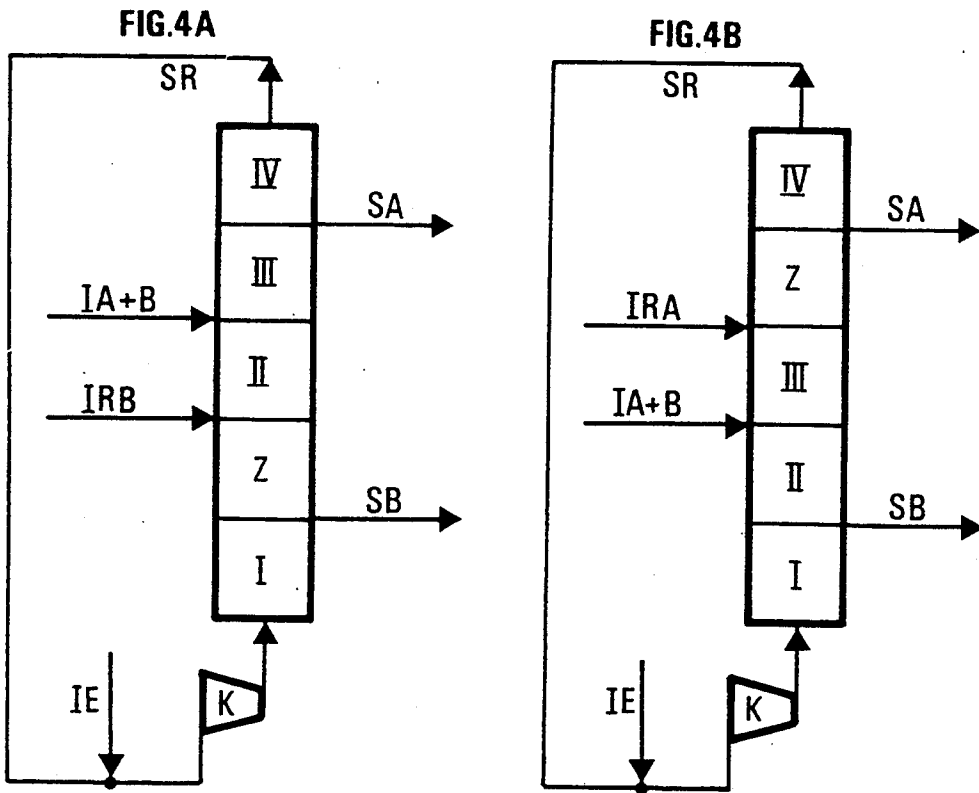 FIG.4A
SR
IV
SA
III
IA+B
II
IRB
Z
SB
I
IE
K
FIG.4B
SR
IV
SA
Z
IRA
III
IA+B
II
SB
I
IE
K